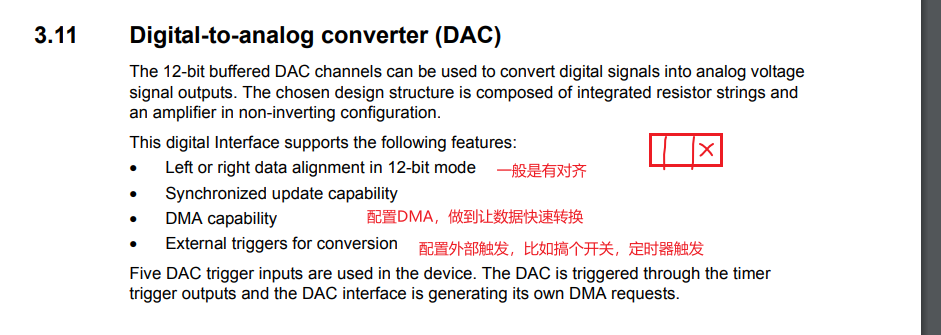 3.11 Digital-to-analog converter (DAC)
The 12-bit buffered DAC channels can be used to convert digital signals into analog voltage
signal outputs. The chosen design structure is composed of integrated resistor strings and
an amplifier in non-inverting configuration.
This digital Interface supports the following features:
• Left or right data alignment in 12-bit mode 一般是有对齐
• Synchronized update capability
• DMA capability 配置DMA，做到让数据快速转换
• External triggers for conversion 配置外部触发，比如搞个开关，定时器触发
Five DAC trigger inputs are used in the device. The DAC is triggered through the timer
trigger outputs and the DAC interface is generating its own DMA requests.